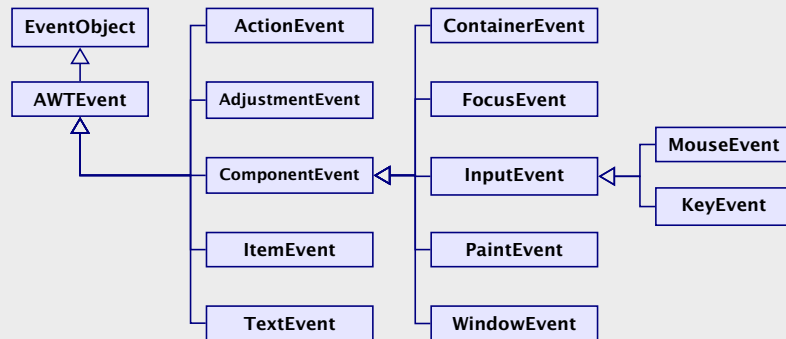 EventObject
AWTEvent
ActionEvent
AdjustmentEvent
ComponentEvent
ItemEvent
TextEvent
ContainerEvent
FocusEvent
InputEvent
PaintEvent
WindowEvent
MouseEvent
KeyEvent